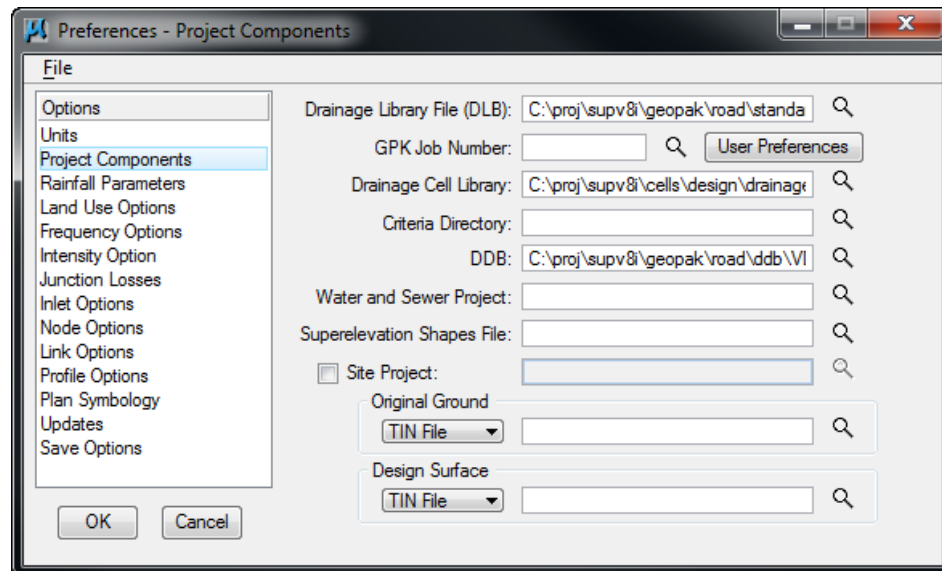 Preferences - Project Components
File
Options
Units
Project Components
Rainfall Parameters
Land Use Options
Frequency Options
Intensity Option
Junction Losses
Inlet Options
Node Options
Link Options
Profile Options
Plan Symbology
Updates
Save Options
OK Cancel
Drainage Library File (DLB): C:\proj\supv8i\geopak\road\standa
GPK Job Number: User Preferences
Drainage Cell Library: C:\proj\supv8i\cells\design\drainage
Criteria Directory:
DDB: C:\proj\supv8i\geopak\road\ddb\VI
Water and Sewer Project:
Superelevation Shapes File:
Site Project:
Original Ground
TIN File
Design Surface
TIN File